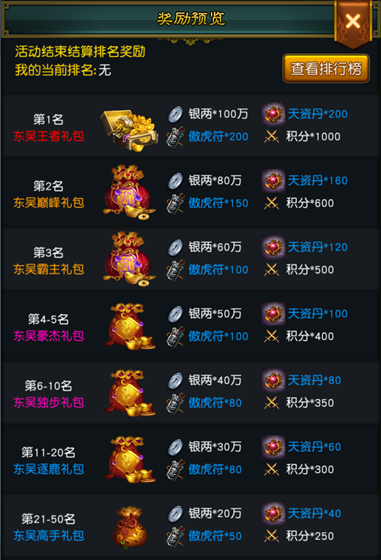 奖励预览
活动结束结算排名奖励
我的当前排名:无
查看排行榜
第1名
东吴王者礼包
银两*100万
天资丹*200
傲虎符*200
积分*1000
第2名
东吴巅峰礼包
银两*80万
天资丹*160
傲虎符*150
积分*600
第3名
东吴霸主礼包
银两*60万
天资丹*120
傲虎符*100
积分*500
第4-5名
东吴豪杰礼包
银两*50万
天资丹*100
傲虎符*100
积分*400
第6-10名
东吴独步礼包
银两*40万
天资丹*80
傲虎符*80
积分*350
第11-20名
东吴逐鹿礼包
银两*30万
天资丹*60
傲虎符*80
积分*300
第21-50名
东吴高手礼包
银两*20万
天资丹*40
傲虎符*50
积分*250